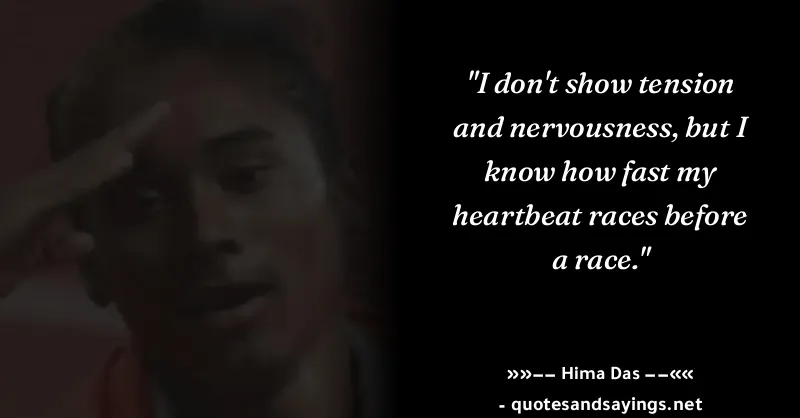 "I don't show tension
and nervousness, but I
know how fast my
heartbeat races before
a race."
»»−− Hima Das −−««
- quotesandsayings.net